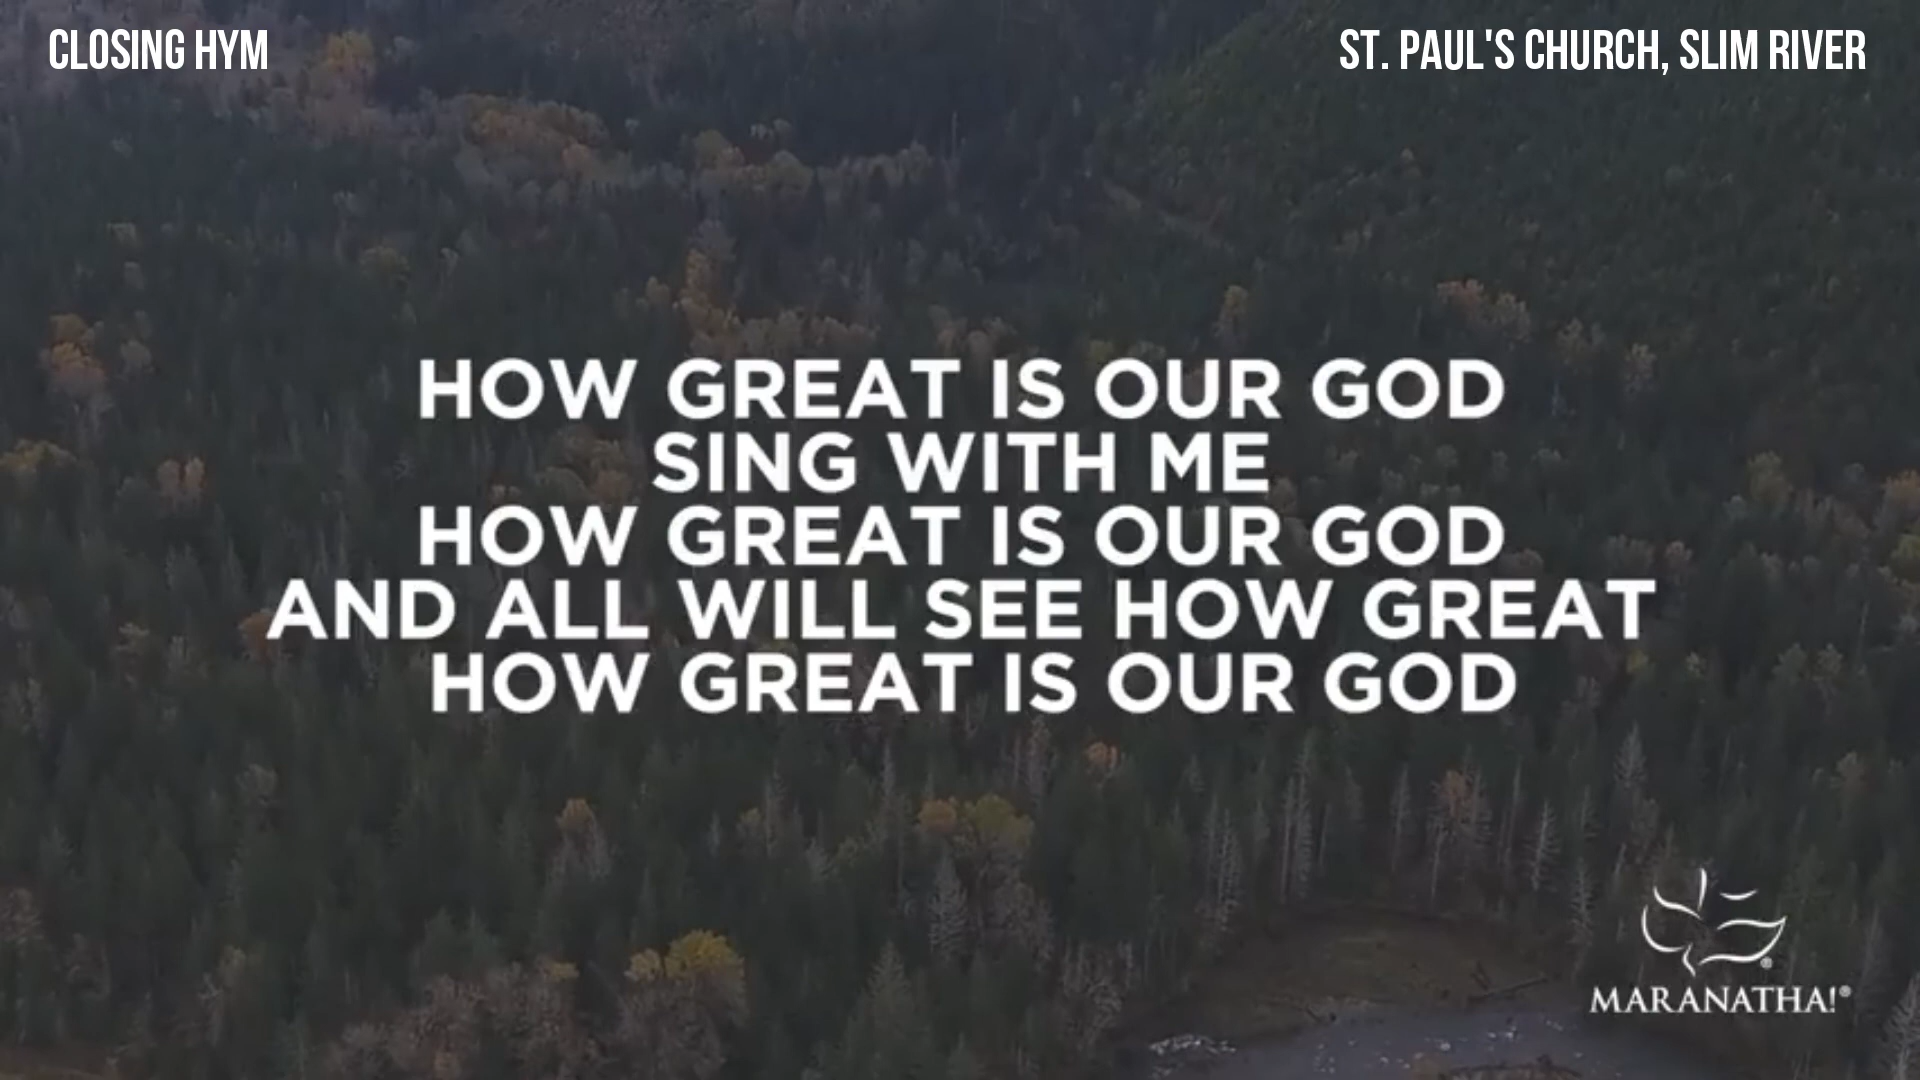 CLOSING HYM
ST. PAUL'S CHURCH, SLIM RIVER
HOW GREAT IS OUR GOD
SING WITH ME
HOW GREAT IS OUR GOD
AND ALL WILL SEE HOW GREAT
HOW GREAT IS OUR GOD
MARANATHA!®